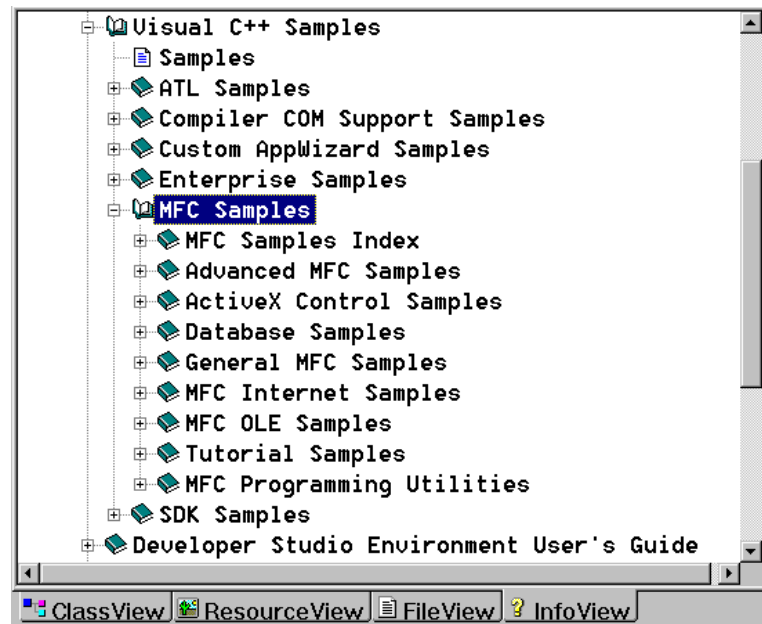 Visual C++ Samples
Samples
ATL Samples
Compiler COM Support Samples
Custom AppWizard Samples
Enterprise Samples
MFC Samples
MFC Samples Index
Advanced MFC Samples
ActiveX Control Samples
Database Samples
General MFC Samples
MFC Internet Samples
MFC OLE Samples
Tutorial Samples
MFC Programming Utilities
SDK Samples
Developer Studio Environment User's Guide
ClassView ResourceView FileView InfoView